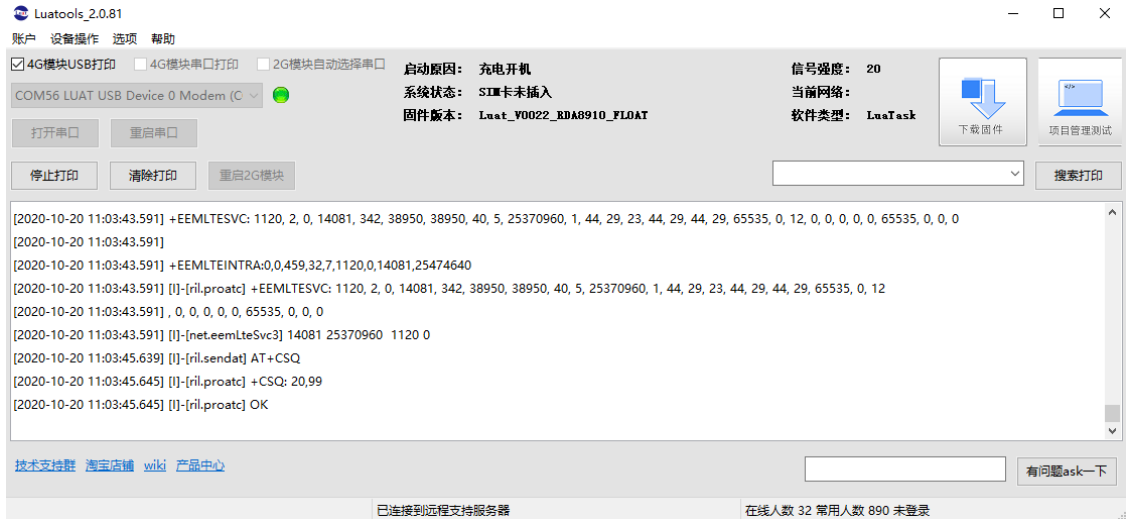 Luatools_2.0.81
账户 设备操作 选项 帮助
4G模块USB打印 4G模块串口打印 2G模块自动选择串口
COM56 LUAT USB Device 0 Modem (C
打开串口 重启串口
启动原因： 充电开机
系统状态： SIM卡未插入
固件版本： Luat_V0022_RDA8910_FLOAT
信号强度： 20
当前网络：
软件类型： LuaTask
下载固件
项目管理测试
停止打印 清除打印 重启2G模块 搜索打印
[2020-10-20 11:03:43.591] +EEMLTESVC: 1120, 2, 0, 14081, 342, 38950, 38950, 40, 5, 25370960, 1, 44, 29, 23, 44, 29, 44, 29, 65535, 0, 12, 0, 0, 0, 0, 0, 65535, 0, 0, 0
[2020-10-20 11:03:43.591]
[2020-10-20 11:03:43.591] +EEMLTEINTRA:0,0,459,32,7,1120,0,14081,25474640
[2020-10-20 11:03:43.591] [I]-[ril.proatc] +EEMLTESVC: 1120, 2, 0, 14081, 342, 38950, 38950, 40, 5, 25370960, 1, 44, 29, 23, 44, 29, 44, 29, 65535, 0, 12
[2020-10-20 11:03:43.591] , 0, 0, 0, 0, 0, 65535, 0, 0, 0
[2020-10-20 11:03:43.591] [I]-[net.eemLteSvc3] 14081 25370960 1120 0
[2020-10-20 11:03:45.639] [I]-[ril.sendat] AT+CSQ
[2020-10-20 11:03:45.645] [I]-[ril.proatc] +CSQ: 20,99
[2020-10-20 11:03:45.645] [I]-[ril.proatc] OK
技术支持群 淘宝店铺 wiki 产品中心
有问题ask一下
已连接到远程支持服务器
在线人数 32 常用人数 890 未登录